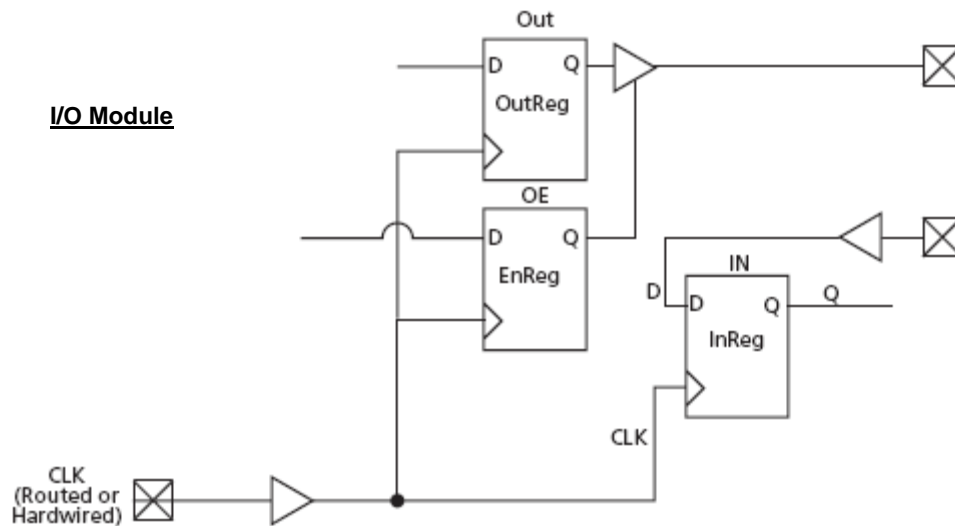 Out
D Q
OutReg
I/O Module
OE
D Q
EnReg
IN
D
D Q
Q
InReg
CLK
CLK
(Routed or
Hardwired)